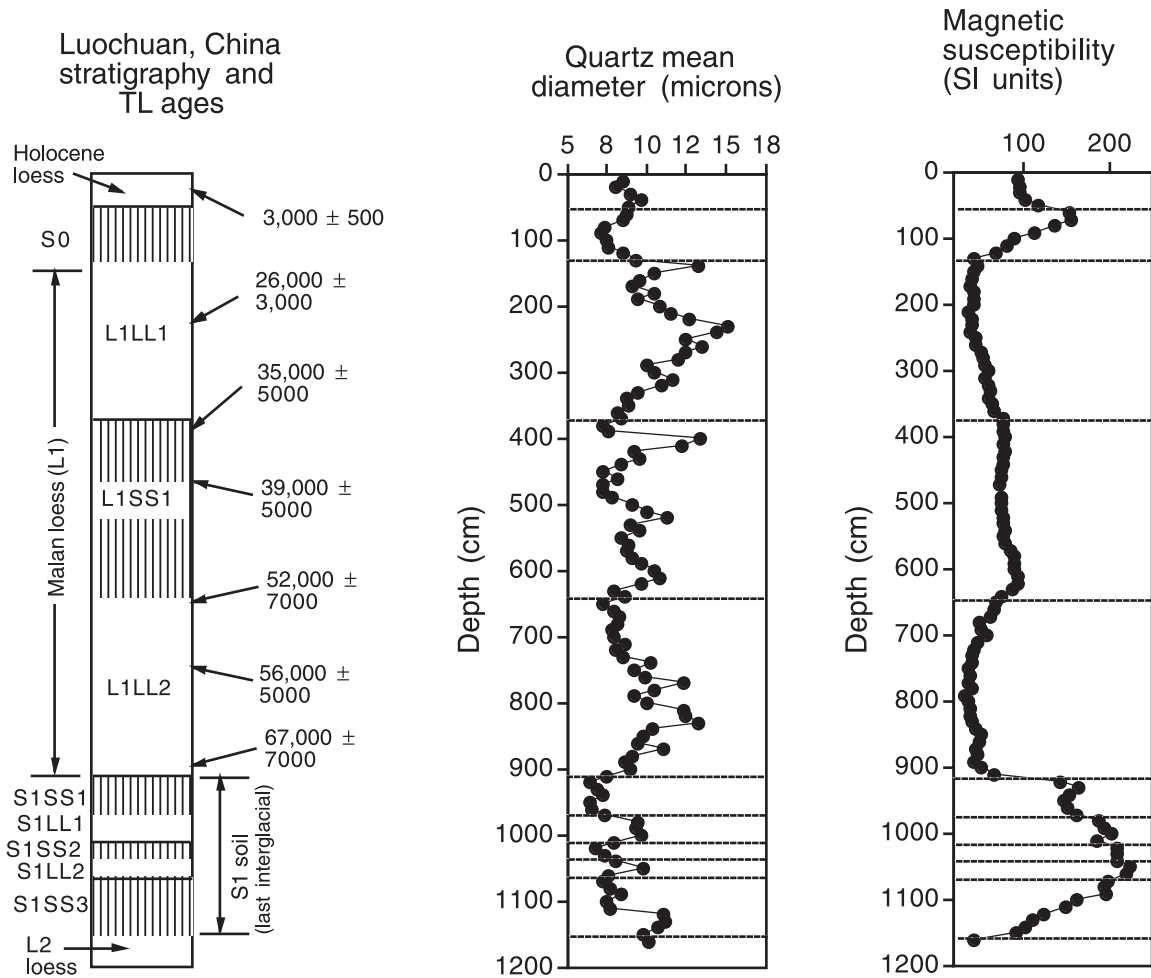 Luochuan, China
stratigraphy and
TL ages
Holocene
loess
S0
Malan loess (L1)
L1LL1
L1SS1
L1LL2
S1SS1
S1LL1
S1SS2
S1LL2
S1SS3
L2
loess
3,000 ± 500
26,000 ±
3,000
35,000 ±
5000
39,000 ±
5000
52,000 ±
7000
56,000 ±
5000
67,000 ±
7000
S1 soil
(last interglacial)
Quartz mean
diameter (microns)
5 8 10 12 15 18
Depth (cm)
0
100
200
300
400
500
600
700
800
900
1000
1100
1200
Magnetic
susceptibility
(SI units)
100 200
Depth (cm)
0
100
200
300
400
500
600
700
800
900
1000
1100
1200